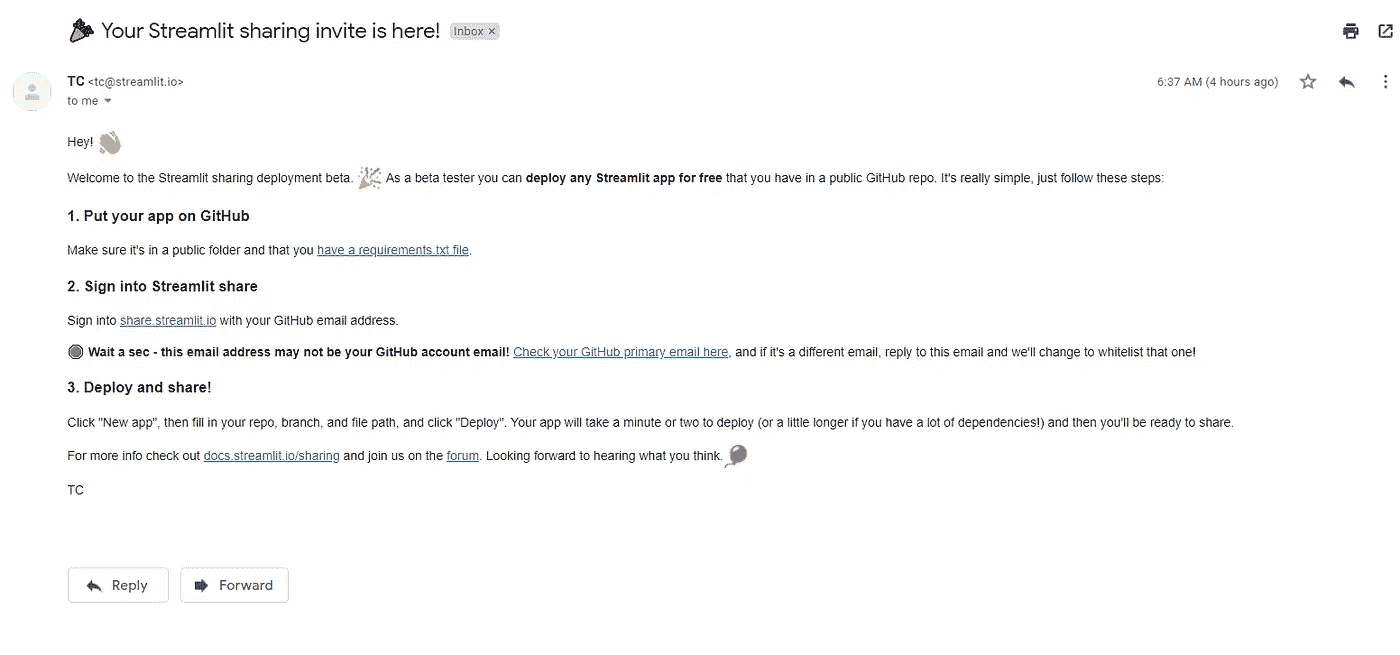 Your Streamlit sharing invite is here! Inbox ×
TC <tc@streamlit.io> 6:37 AM (4 hours ago)
to me
Hey!
Welcome to the Streamlit sharing deployment beta. As a beta tester you can deploy any Streamlit app for free that you have in a public GitHub repo. It's really simple, just follow these steps:
1. Put your app on GitHub
Make sure it's in a public folder and that you have a requirements.txt file.
2. Sign into Streamlit share
Sign into share.streamlit.io with your GitHub email address.
Wait a sec - this email address may not be your GitHub account email! Check your GitHub primary email here, and if it's a different email, reply to this email and we'll change to whitelist that one!
3. Deploy and share!
Click "New app", then fill in your repo, branch, and file path, and click "Deploy". Your app will take a minute or two to deploy (or a little longer if you have a lot of dependencies!) and then you'll be ready to share.
For more info check out docs.streamlit.io/sharing and join us on the forum. Looking forward to hearing what you think.
TC
Reply Forward